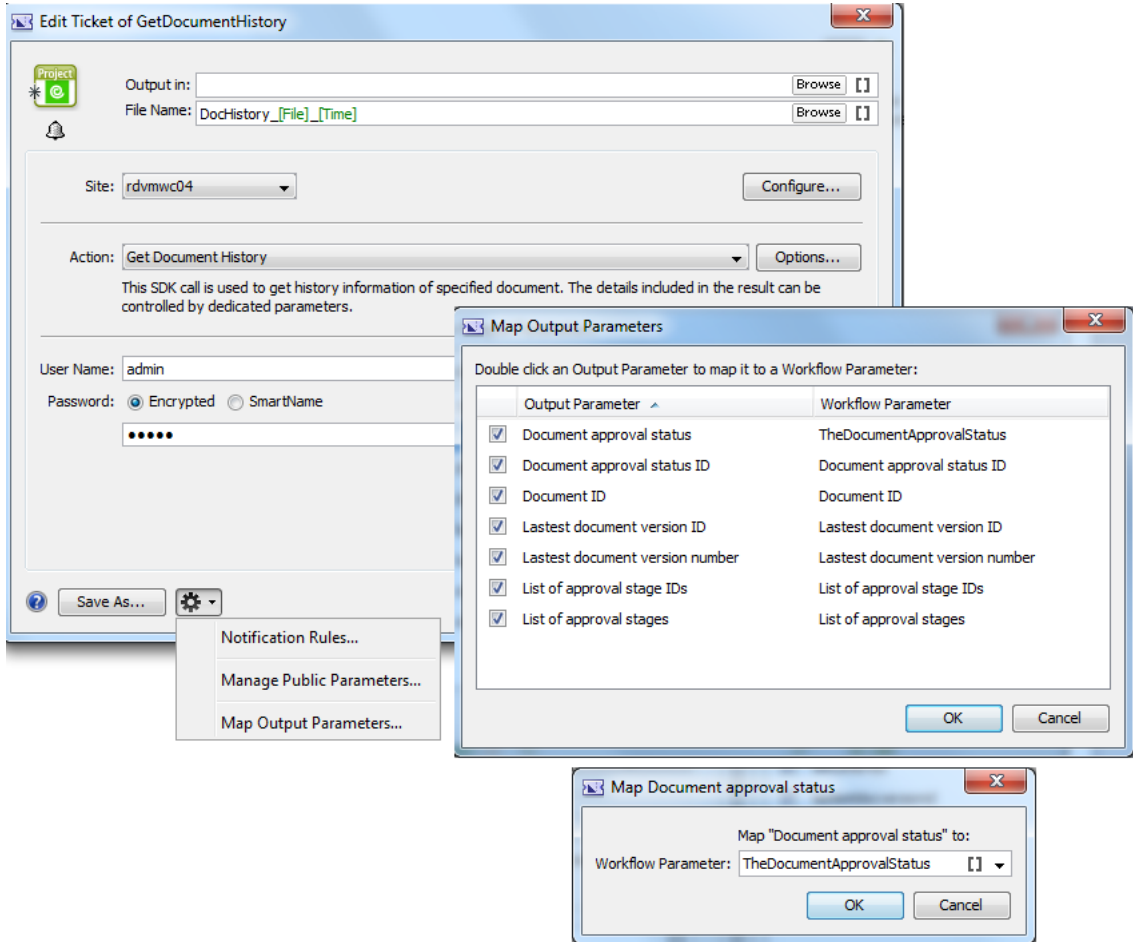 Edit Ticket of GetDocumentHistory
Project
Output in:
Browse []
File Name: DocHistory_[File]_[Time]
Browse []
Site: rdvmwc04
Configure...
Action: Get Document History
Options...
This SDK call is used to get history information of specified document. The details included in the result can be
controlled by dedicated parameters.
User Name: admin
Password: Encrypted SmartName
•••••
? Save As...
Notification Rules...
Manage Public Parameters...
Map Output Parameters...
Map Output Parameters
Double click an Output Parameter to map it to a Workflow Parameter:
Output Parameter Workflow Parameter
Document approval status TheDocumentApprovalStatus
Document approval status ID Document approval status ID
Document ID Document ID
Lastest document version ID Lastest document version ID
Lastest document version number Lastest document version number
List of approval stage IDs List of approval stage IDs
List of approval stages List of approval stages
OK Cancel
Map Document approval status
Map "Document approval status" to:
Workflow Parameter: TheDocumentApprovalStatus []
OK Cancel